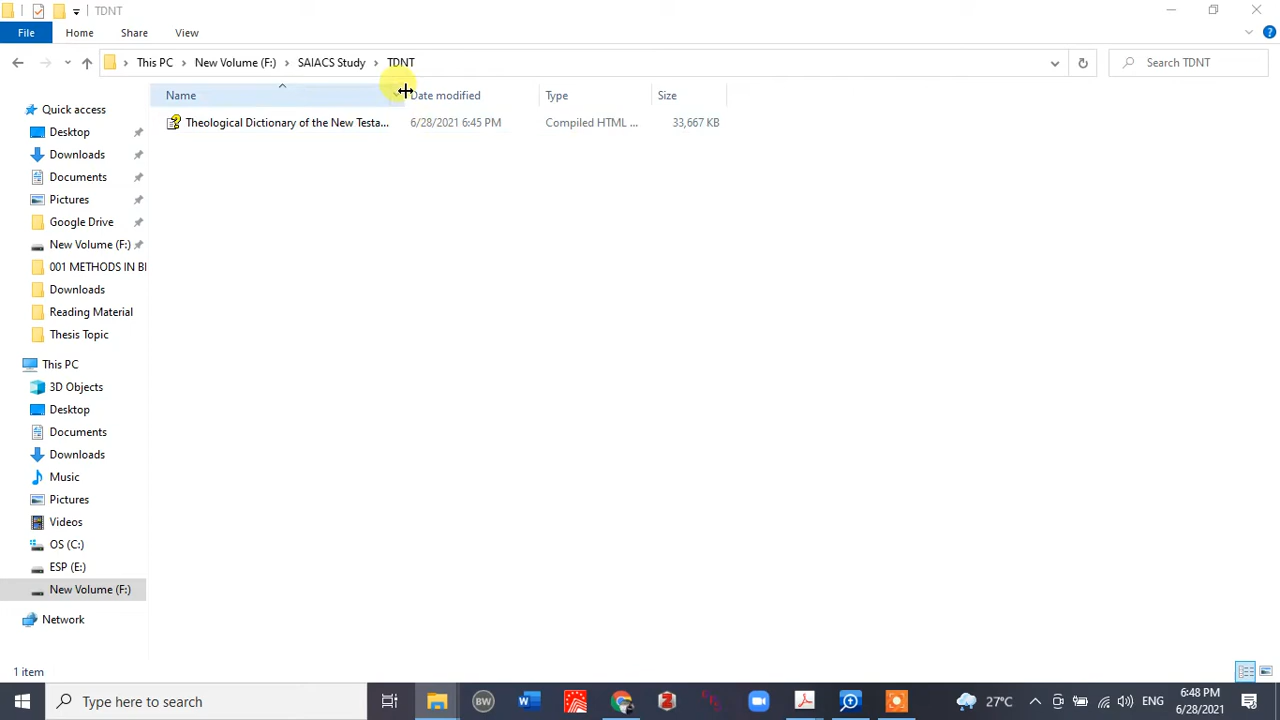 TDNT
File Home Share View
This PC New Volume (F:) SAIACS Study TDNT
Search TDNT
Name Date modified Type Size
Theological Dictionary of the New Testa... 6/28/2021 6:45 PM Compiled HTML ... 33,667 KB
Quick access
Desktop
Downloads
Documents
Pictures
Google Drive
New Volume (F:)
001 METHODS IN BI
Downloads
Reading Material
Thesis Topic
This PC
3D Objects
Desktop
Documents
Downloads
Music
Pictures
Videos
OS (C:)
ESP (E:)
New Volume (F:)
Network
1 item
Type here to search
BW
27°C
ENG
6:48 PM
6/28/2021